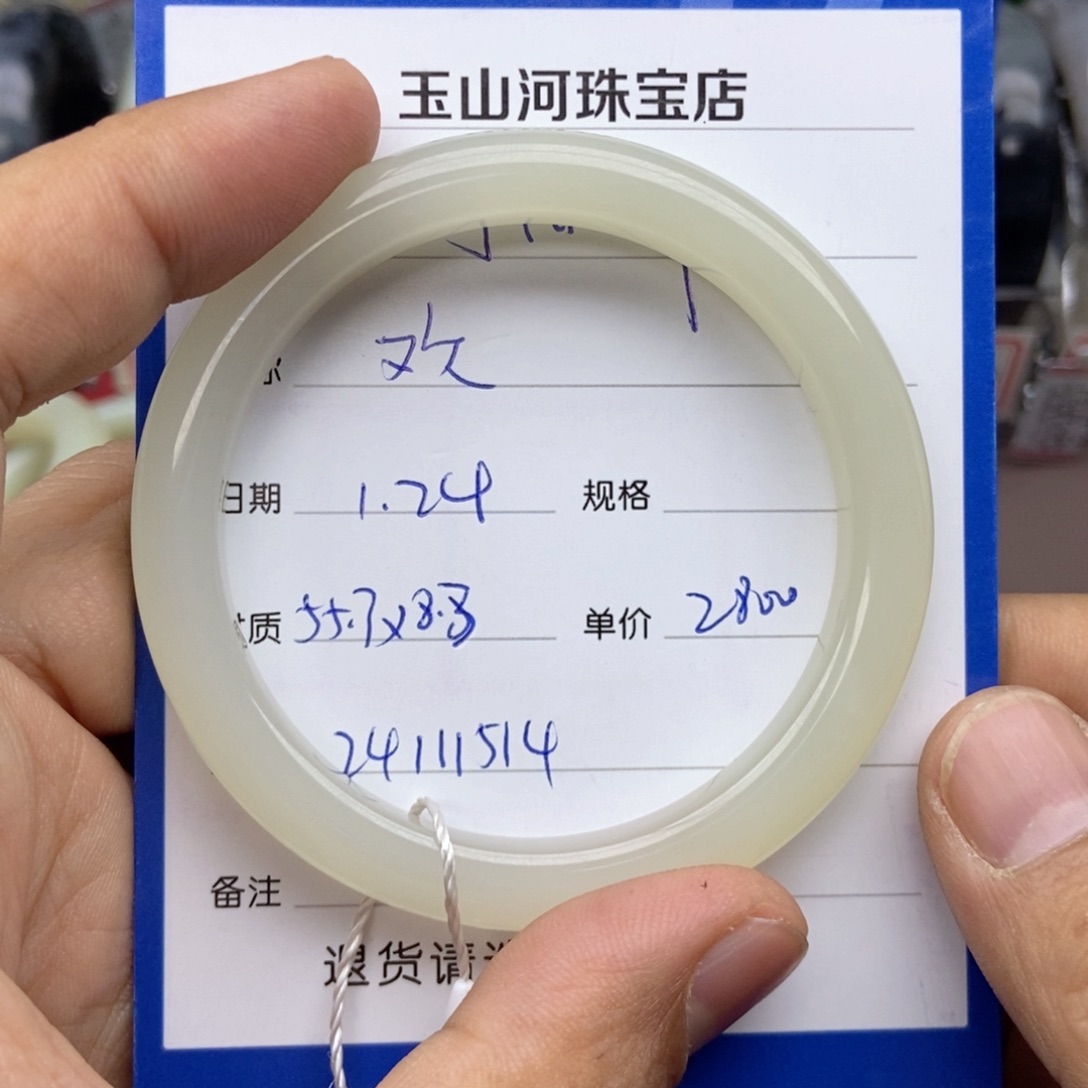 玉山河珠宝店
欢
日期 1.24 规格
质 55.7x8.8 单价 2800
24111514
备注
退货请